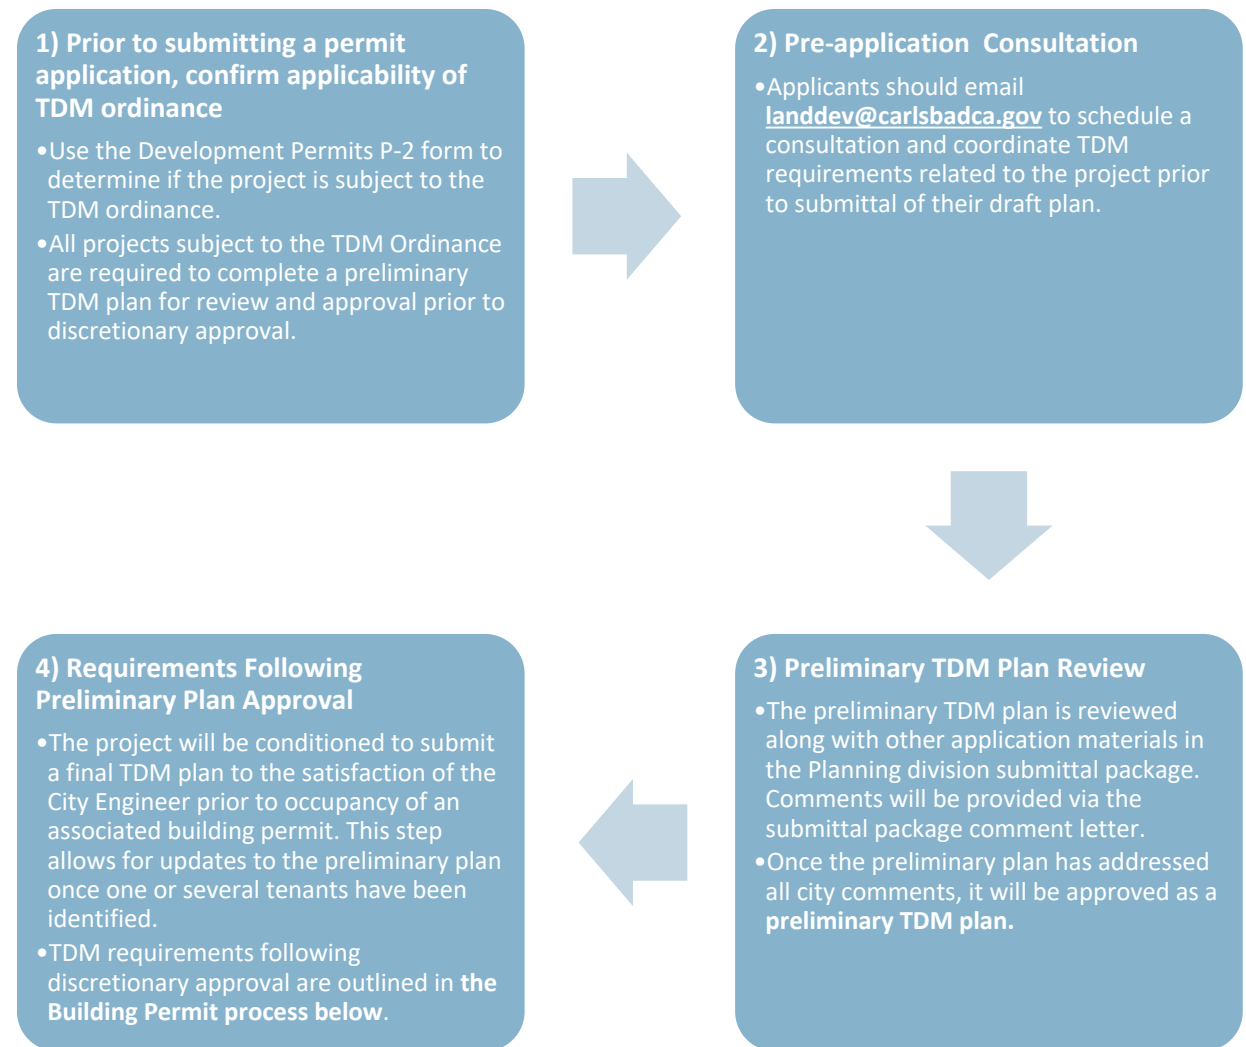 1) Prior to submitting a permit
application, confirm applicability of
TDM ordinance
•Use the Development Permits P-2 form to
determine if the project is subject to the
TDM ordinance.
•All projects subject to the TDM Ordinance
are required to complete a preliminary
TDM plan for review and approval prior to
discretionary approval.
2) Pre-application  Consultation
•Applicants should email
landdev@carlsbadca.gov to schedule a
consultation and coordinate TDM
requirements related to the project prior
to submittal of their draft plan.
3) Preliminary TDM Plan Review
•The preliminary TDM plan is reviewed
along with other application materials in
the Planning division submittal package.
Comments will be provided via the
submittal package comment letter.
•Once the preliminary plan has addressed
all city comments, it will be approved as a
preliminary TDM plan.
4) Requirements Following
Preliminary Plan Approval
•The project will be conditioned to submit
a final TDM plan to the satisfaction of the
City Engineer prior to occupancy of an
associated building permit. This step
allows for updates to the preliminary plan
once one or several tenants have been
identified.
•TDM requirements following
discretionary approval are outlined in the
Building Permit process below.